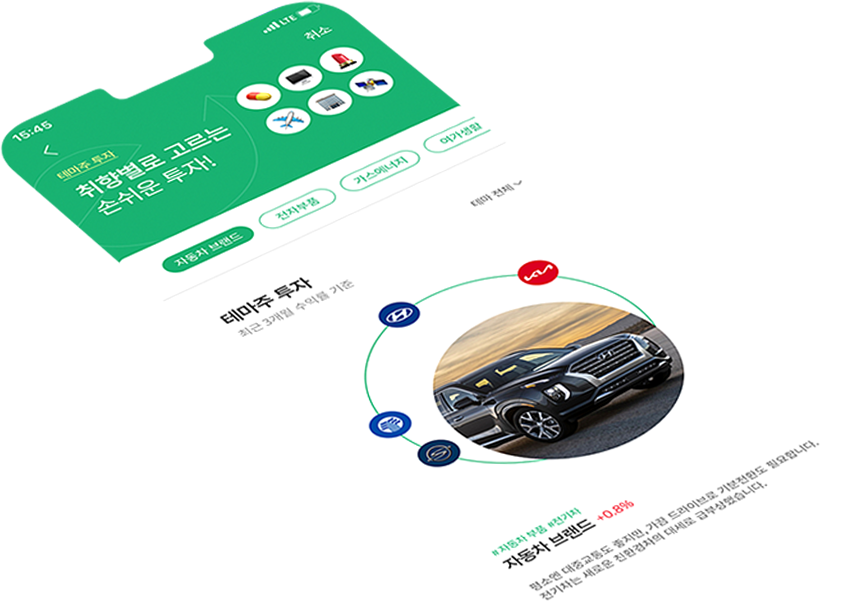 15:45
LTE
취소
테마주 투자
취향별로 고르는
손쉬운 투자!
자동차 브랜드
전자부품
가스에너지
여가생활
테마 전체
테마주 투자
최근 3개월 수익률 기준
#자동차 부품 #전기차
자동차 브랜드 +0.8%
평소엔 대중교통도 좋지만, 가끔 드라이브로 기분전환도 필요합니다.
전기차는 새로운 친환경차의 대세로 급부상했습니다.